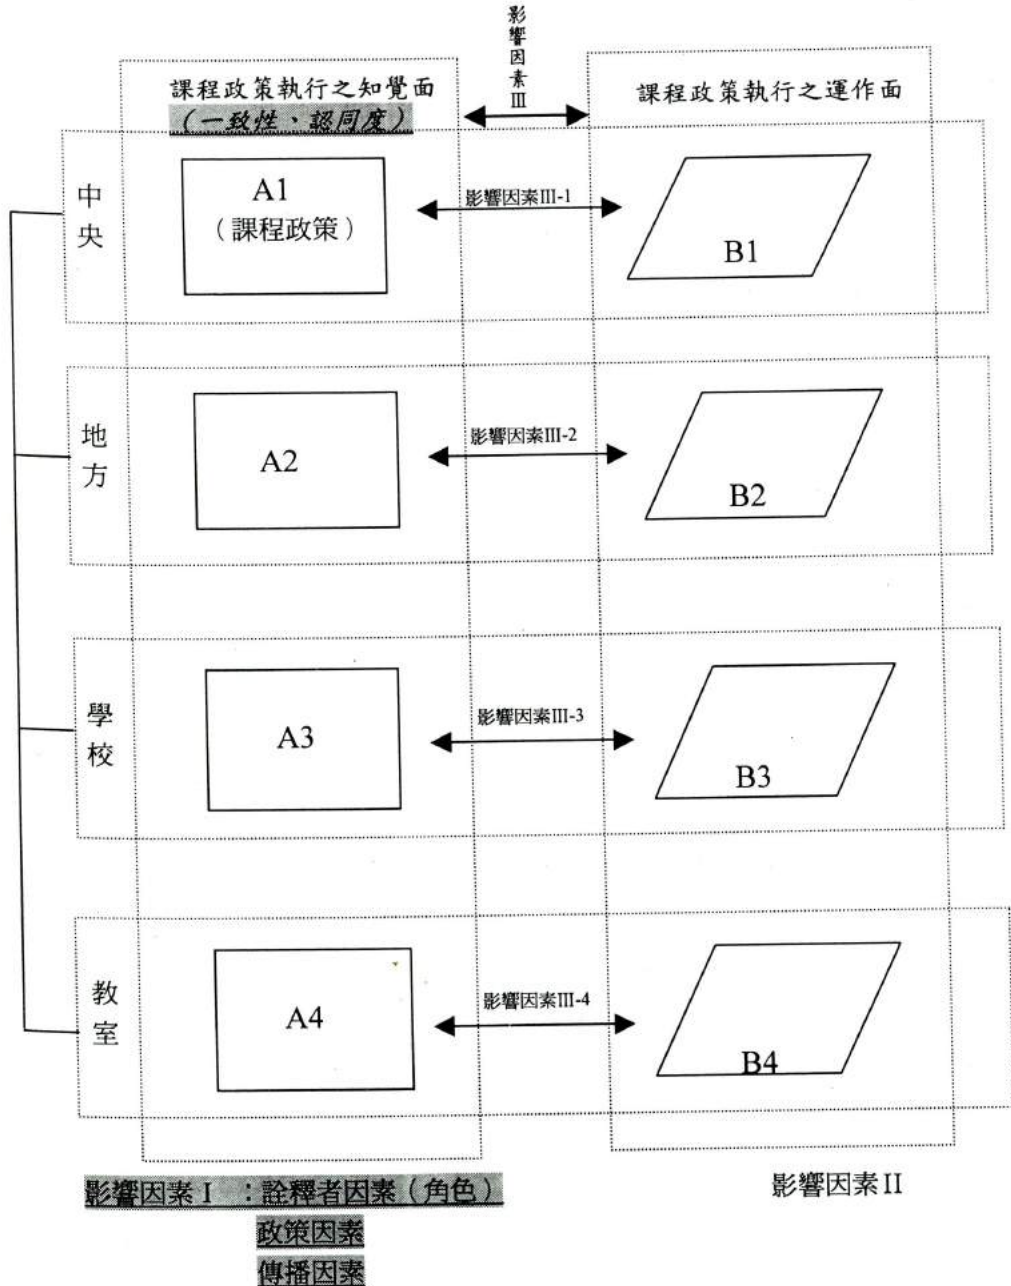 影響因素III
課程政策執行之知覺面
(一致性、認同度)
課程政策執行之運作面
中央
A1
(課程政策)
影響因素III-1
B1
地方
A2
影響因素III-2
B2
學校
A3
影響因素III-3
B3
教室
A4
影響因素III-4
B4
影響因素I :詮釋者因素(角色)
政策因素
傳播因素
影響因素II